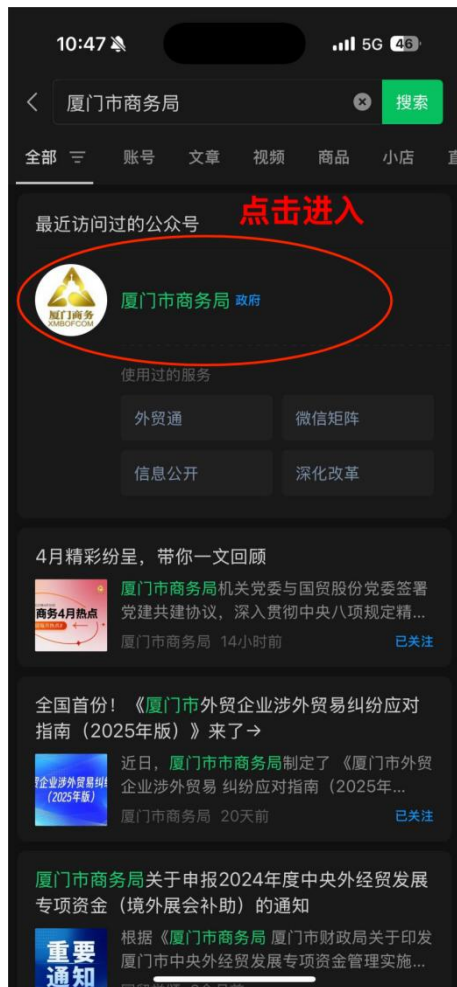 10:47
5G 46
厦门市商务局
搜索
全部 账号 文章 视频 商品 小店
最近访问过的公众号
点击进入
厦门商务
XMBOFCOM
厦门市商务局 政府
使用过的服务
外贸通 微信矩阵
信息公开 深化改革
4月精彩纷呈，带你一文回顾
商务4月热点
厦门市商务局机关党委与国贸股份党委签署
党建共建协议，深入贯彻中央八项规定精...
厦门市商务局 14小时前 已关注
全国首份！《厦门市外贸企业涉外贸易纠纷应对
指南（2025年版）》来了→
近日，厦门市市商务局制定了 《厦门市外贸
企业涉外贸易 纠纷应对指南（2025年...
企业涉外贸易纠
（2025年版）
厦门市商务局 20天前 已关注
厦门市商务局关于申报2024年度中央外经贸发展
专项资金（境外展会补助）的通知
重要
通知
根据《厦门市商务局 厦门市财政局关于印发
厦门市中央外经贸发展专项资金管理实施...